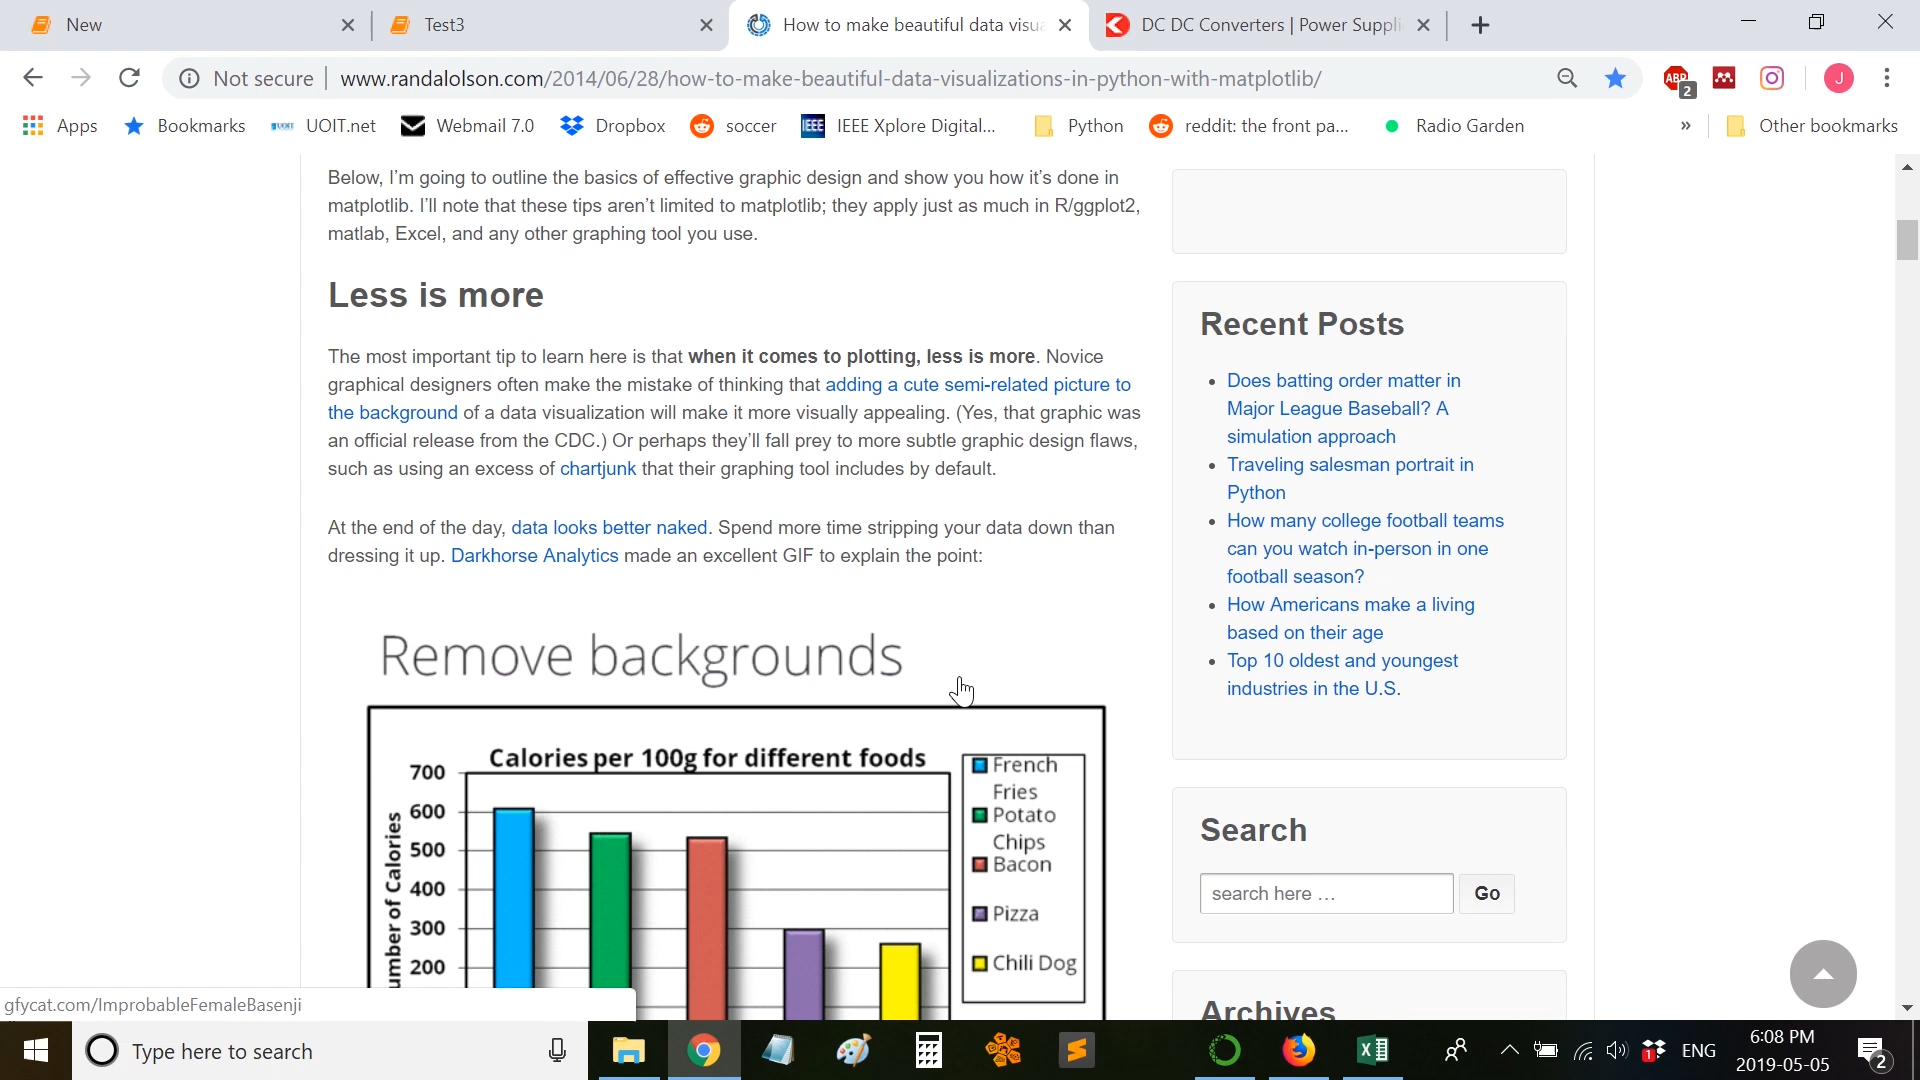 New
Test3
How to make beautiful data visua
DC DC Converters | Power Suppli
Not secure
www.randalolson.com/2014/06/28/how-to-make-beautiful-data-visualizations-in-python-with-matplotlib/
ABP
2
J
Apps
Bookmarks
UOIT.net
Webmail 7.0
Dropbox
soccer
IEEE
IEEE Xplore Digital...
Python
reddit: the front pa...
Radio Garden
»
Other bookmarks
Below, I'm going to outline the basics of effective graphic design and show you how it's done in
matplotlib. I'll note that these tips aren't limited to matplotlib; they apply just as much in R/ggplot2,
matlab, Excel, and any other graphing tool you use.
Less is more
The most important tip to learn here is that when it comes to plotting, less is more. Novice
graphical designers often make the mistake of thinking that adding a cute semi-related picture to
the background of a data visualization will make it more visually appealing. (Yes, that graphic was
an official release from the CDC.) Or perhaps they'll fall prey to more subtle graphic design flaws,
such as using an excess of chartjunk that their graphing tool includes by default.
At the end of the day, data looks better naked. Spend more time stripping your data down than
dressing it up. Darkhorse Analytics made an excellent GIF to explain the point:
Remove backgrounds
Calories per 100g for different foods
700
600
500
400
300
200
umber of Calories
French
Fries
Potato
Chips
Bacon
Pizza
Chili Dog
Recent Posts
Does batting order matter in
Major League Baseball? A
simulation approach
Traveling salesman portrait in
Python
How many college football teams
can you watch in-person in one
football season?
How Americans make a living
based on their age
Top 10 oldest and youngest
industries in the U.S.
Search
search here …
Go
Archives
gfycat.com/ImprobableFemaleBasenji
Type here to search
1
ENG
6:08 PM
2019-05-05
2